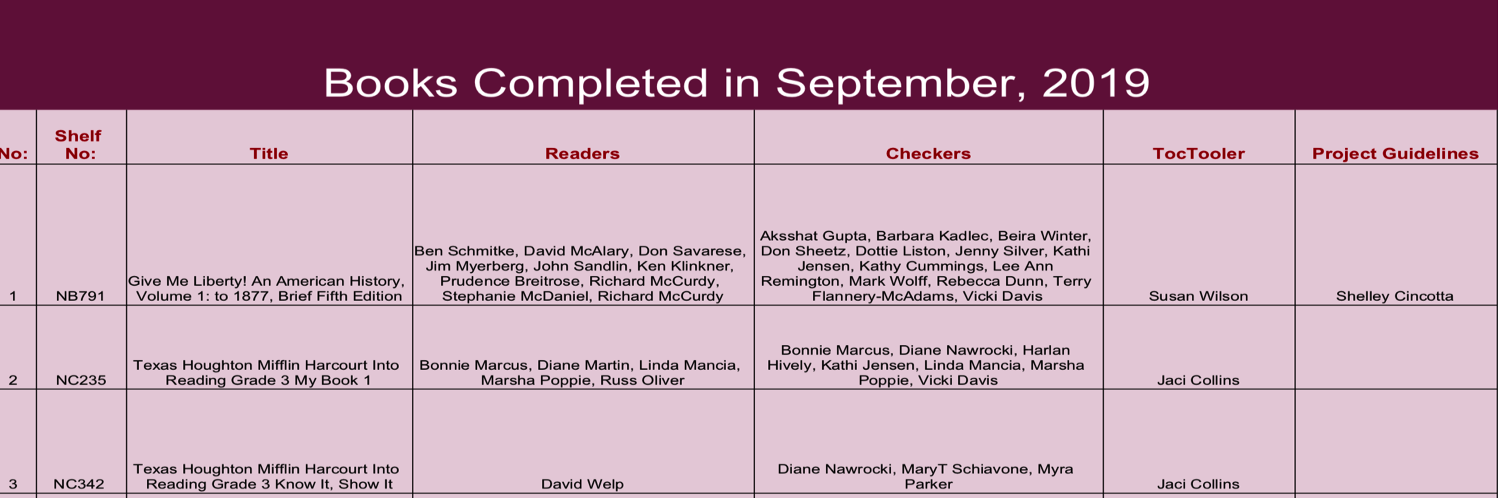 Books Completed in September, 2019
No:
Shelf
No:
Title
Readers
Checkers
TocTooler
Project Guidelines
1
NB791
Give Me Liberty! An American History,
Volume 1: to 1877, Brief Fifth Edition
Ben Schmitke, David McAlary, Don Savarese,
Jim Myerberg, John Sandlin, Ken Klinkner,
Prudence Breitrose, Richard McCurdy,
Stephanie McDaniel, Richard McCurdy
Aksshat Gupta, Barbara Kadlec, Beira Winter,
Don Sheetz, Dottie Liston, Jenny Silver, Kathi
Jensen, Kathy Cummings, Lee Ann
Remington, Mark Wolff, Rebecca Dunn, Terry
Flannery-McAdams, Vicki Davis
Susan Wilson
Shelley Cincotta
2
NC235
Texas Houghton Mifflin Harcourt Into
Reading Grade 3 My Book 1
Bonnie Marcus, Diane Martin, Linda Mancia,
Marsha Poppie, Russ Oliver
Bonnie Marcus, Diane Nawrocki, Harlan
Hively, Kathi Jensen, Linda Mancia, Marsha
Poppie, Vicki Davis
Jaci Collins
3
NC342
Texas Houghton Mifflin Harcourt Into
Reading Grade 3 Know It, Show It
David Welp
Diane Nawrocki, MaryT Schiavone, Myra
Parker
Jaci Collins